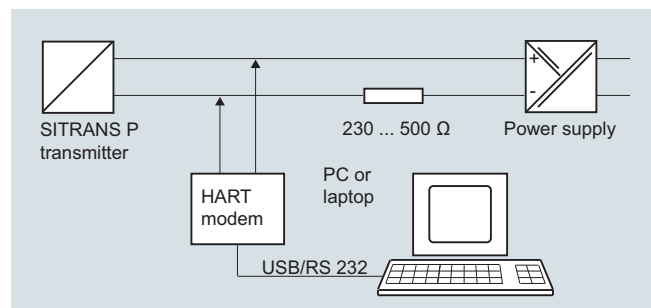 +
-
SITRANS P
transmitter
230 ... 500 Ω
Power supply
PC or
laptop
HART
modem
USB/RS 232